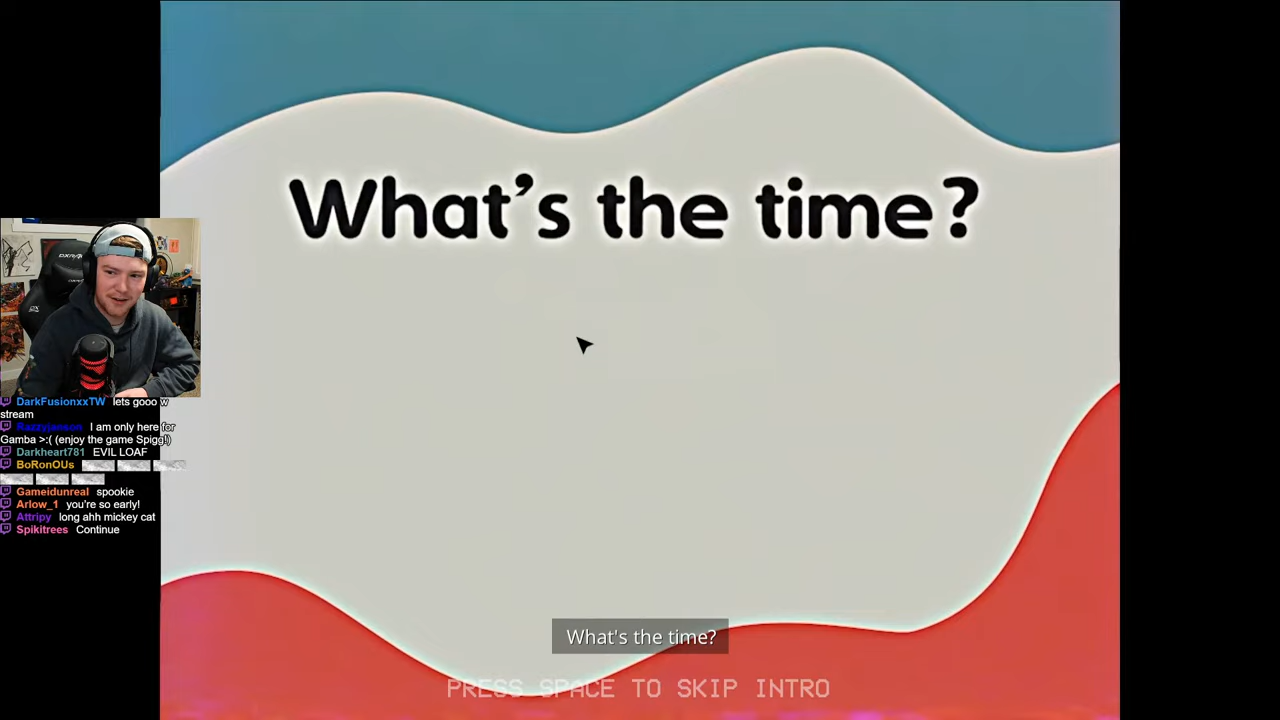 What's the time?
DarkFusionxxTW lets gooo w
stream
Razzyjanson I am only here for
Gamba >:( (enjoy the game Spigg!)
Darkheart781 EVIL LOAF
BoRonOUs
Gameidunreal spookie
Arlow_1 you're so early!
Attripy long ahh mickey cat
Spikitrees Continue
What's the time?
PRESS SPACE TO SKIP INTRO